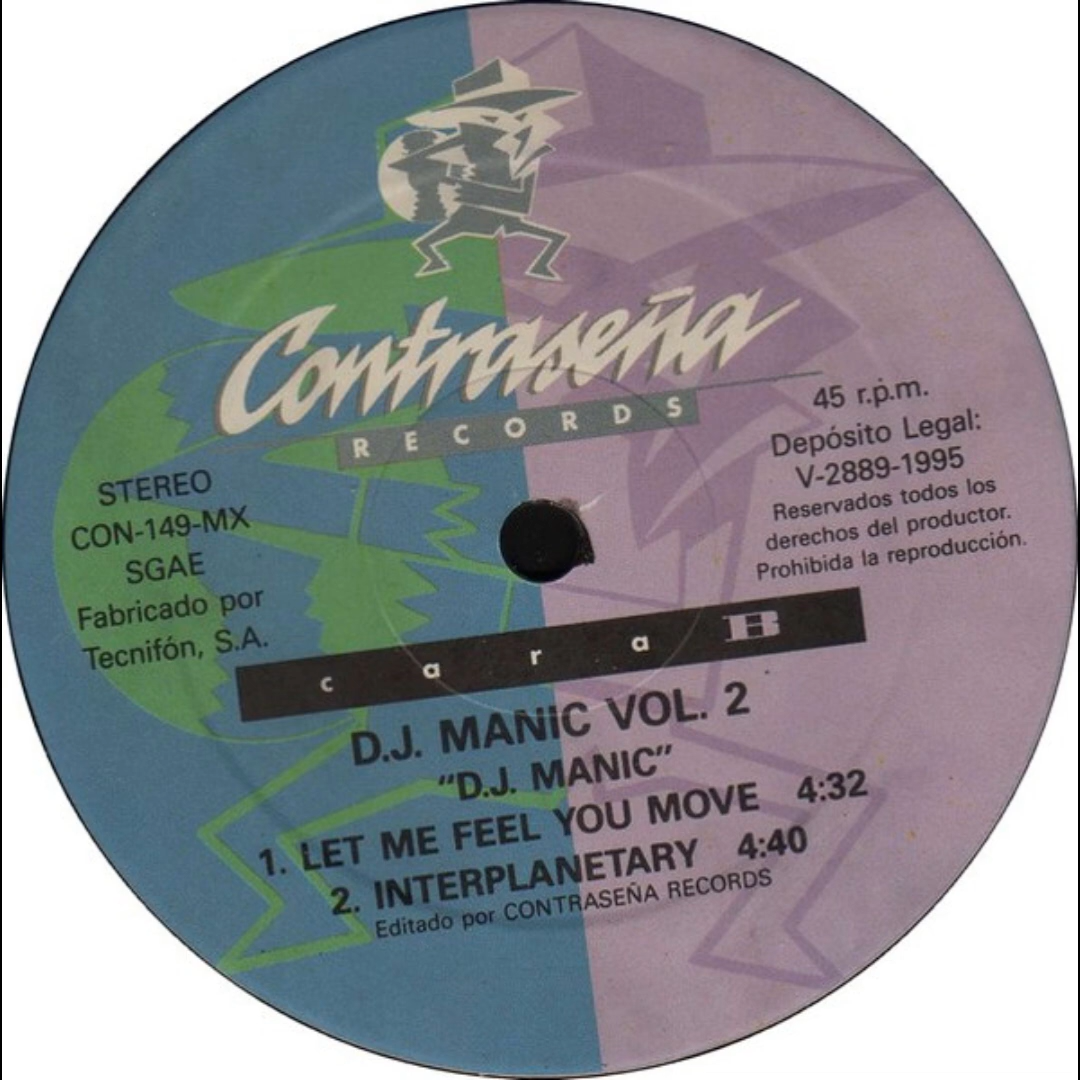 Contraseña
RECORDS
STEREO
CON-149-MX
SGAE
Fabricado por
Tecnifón, S.A.
45 r.p.m.
Depósito Legal:
V-2889-1995
Reservados todos los
derechos del productor.
Prohibida la reproducción.
cara B
D.J. MANIC VOL. 2
“D.J. MANIC”
1. LET ME FEEL YOU MOVE 4:32
2. INTERPLANETARY 4:40
Editado por CONTRASEÑA RECORDS